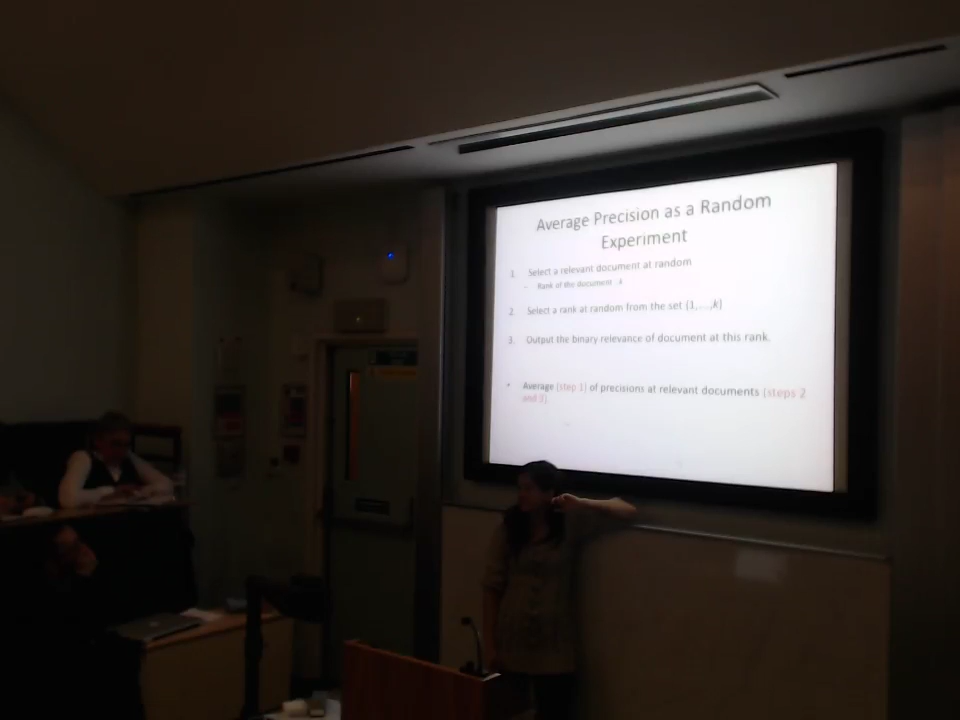 Average Precision as a Random
Experiment
1. Select a relevant document at random
- Rank of the document :k
2. Select a rank at random from the set {1,...,k}
3. Output the binary relevance of document at this rank.
• Average (step 1) of precisions at relevant documents (steps 2
and 3)